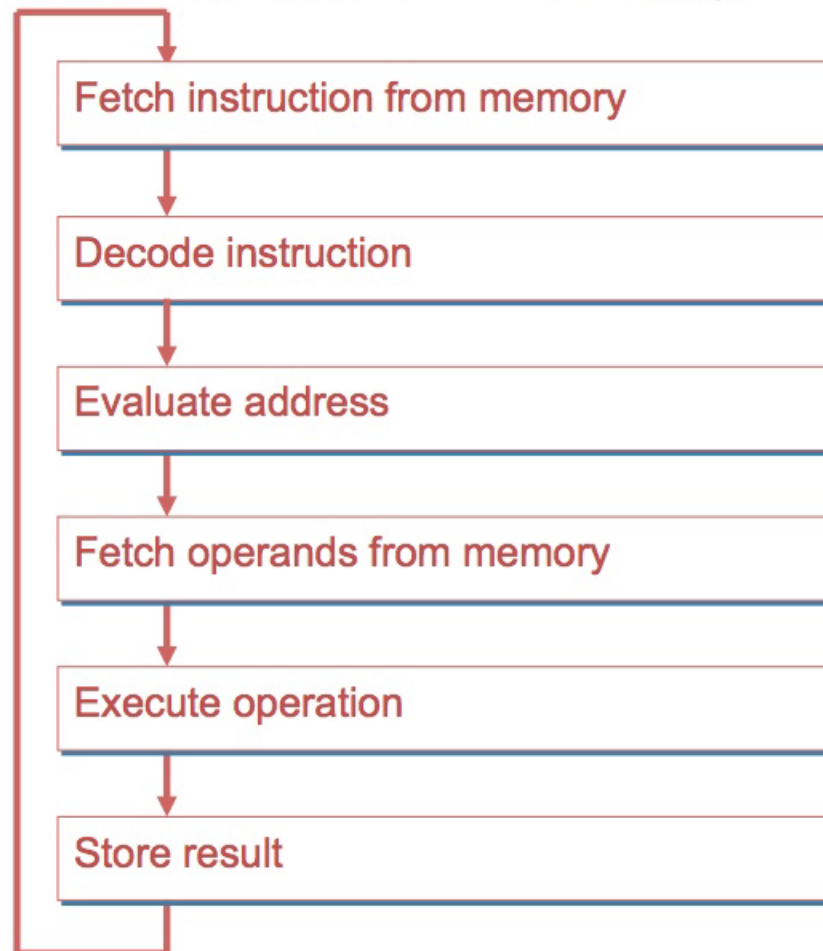 Fetch instruction from memory
Decode instruction
Evaluate address
Fetch operands from memory
Execute operation
Store result